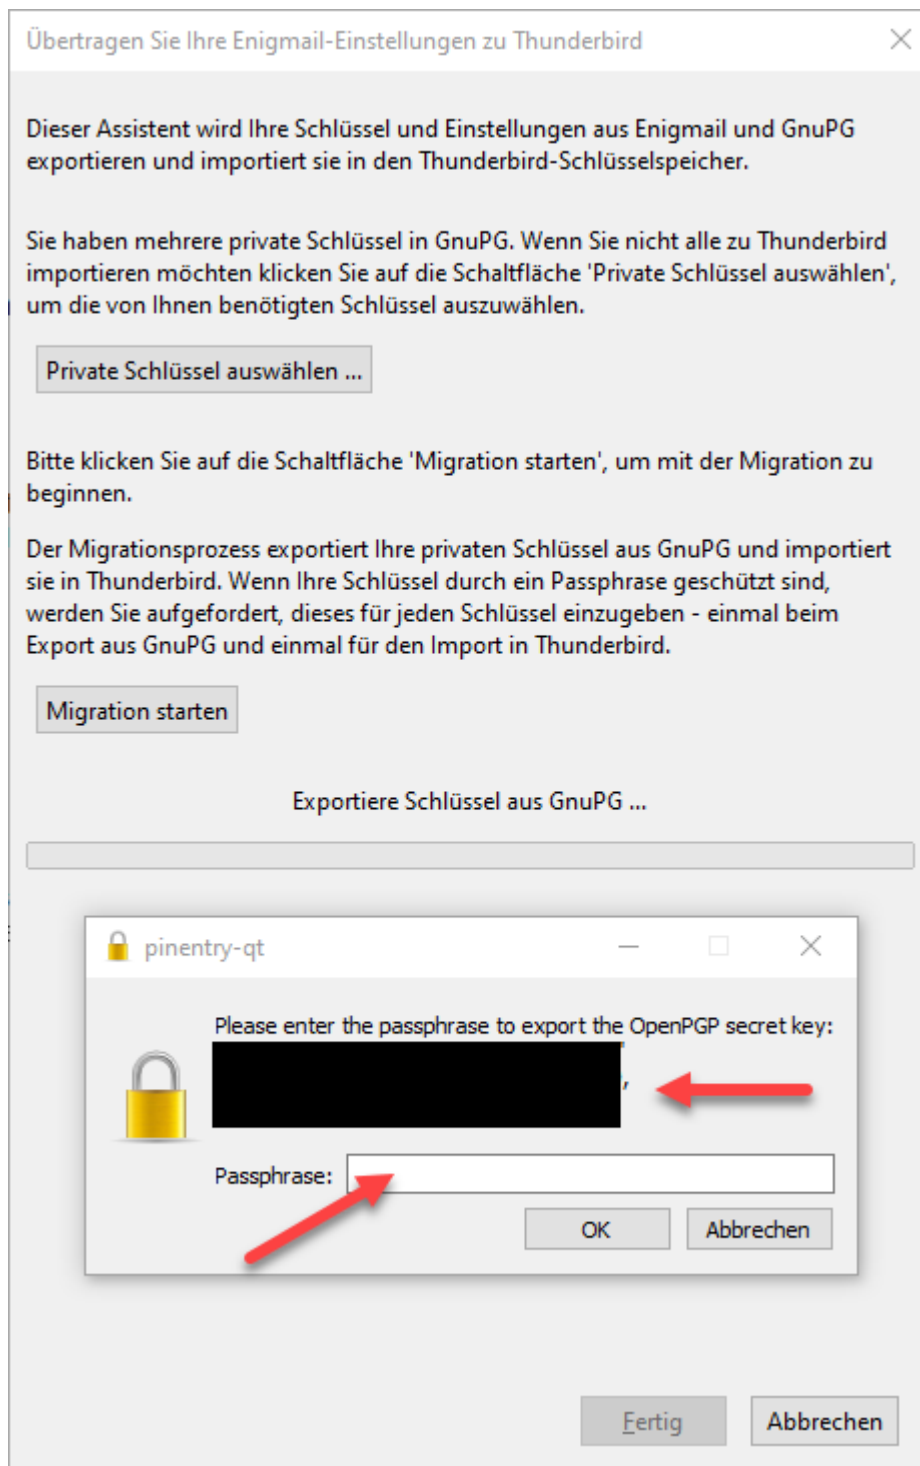 Übertragen Sie Ihre Enigmail-Einstellungen zu Thunderbird
Dieser Assistent wird Ihre Schlüssel und Einstellungen aus Enigmail und GnuPG
exportieren und importiert sie in den Thunderbird-Schlüsselspeicher.
Sie haben mehrere private Schlüssel in GnuPG. Wenn Sie nicht alle zu Thunderbird
importieren möchten klicken Sie auf die Schaltfläche 'Private Schlüssel auswählen',
um die von Ihnen benötigten Schlüssel auszuwählen.
Private Schlüssel auswählen ...
Bitte klicken Sie auf die Schaltfläche 'Migration starten', um mit der Migration zu
beginnen.
Der Migrationsprozess exportiert Ihre privaten Schlüssel aus GnuPG und importiert
sie in Thunderbird. Wenn Ihre Schlüssel durch ein Passphrase geschützt sind,
werden Sie aufgefordert, dieses für jeden Schlüssel einzugeben - einmal beim
Export aus GnuPG und einmal für den Import in Thunderbird.
Migration starten
Exportiere Schlüssel aus GnuPG ...
pinentry-qt
Please enter the passphrase to export the OpenPGP secret key:
Passphrase:
OK Abbrechen
Fertig Abbrechen